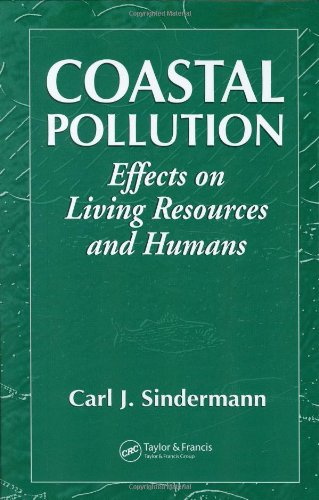 COASTAL
POLLUTION
Effects on
Living Resources
and Humans
Carl J. Sindermann
CRC
Taylor & Francis
Taylor & Francis Group